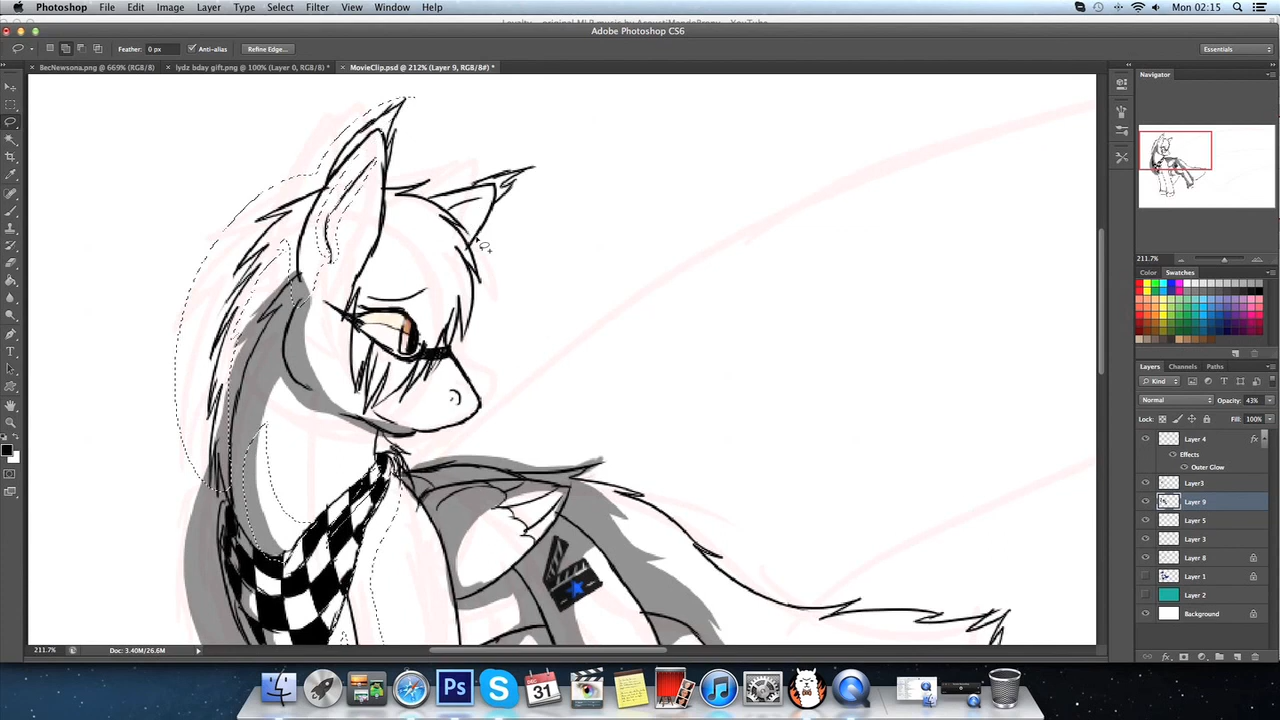 Photoshop File Edit Image Layer Type Select Filter View Window Help
Mon 02:15
Adobe Photoshop CS6
Feather: 0 px Anti-alias Refine Edge... Essentials
BecNewsona.png @ 669% (RGB/8) lydz bday gift.png @ 100% (Layer 0, RGB/8) * MovieClip.psd @ 212% (Layer 9, RGB/8#) *
Navigator
211.7%
Color Swatches
Layers Channels Paths
Kind
Normal Opacity: 43%
Lock: Fill: 100%
Layer 4 fx
Effects
Outer Glow
Layer3
Layer 9
Layer 5
Layer 3
Layer 8
Layer 1
Layer 2
Background
211.7% Doc: 3.40M/26.6M
Ps
DEC
31